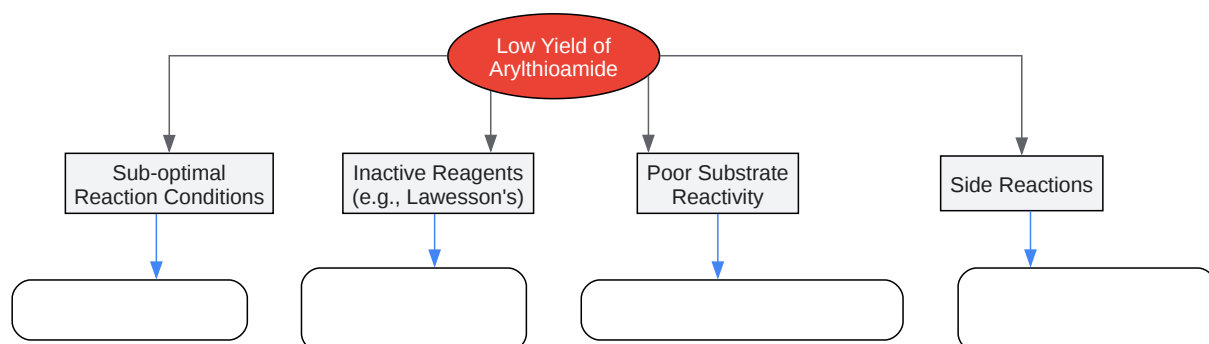 Low Yield of
Arylthioamide
Sub-optimal
Reaction Conditions
Inactive Reagents
(e.g., Lawesson's)
Poor Substrate
Reactivity
Side Reactions